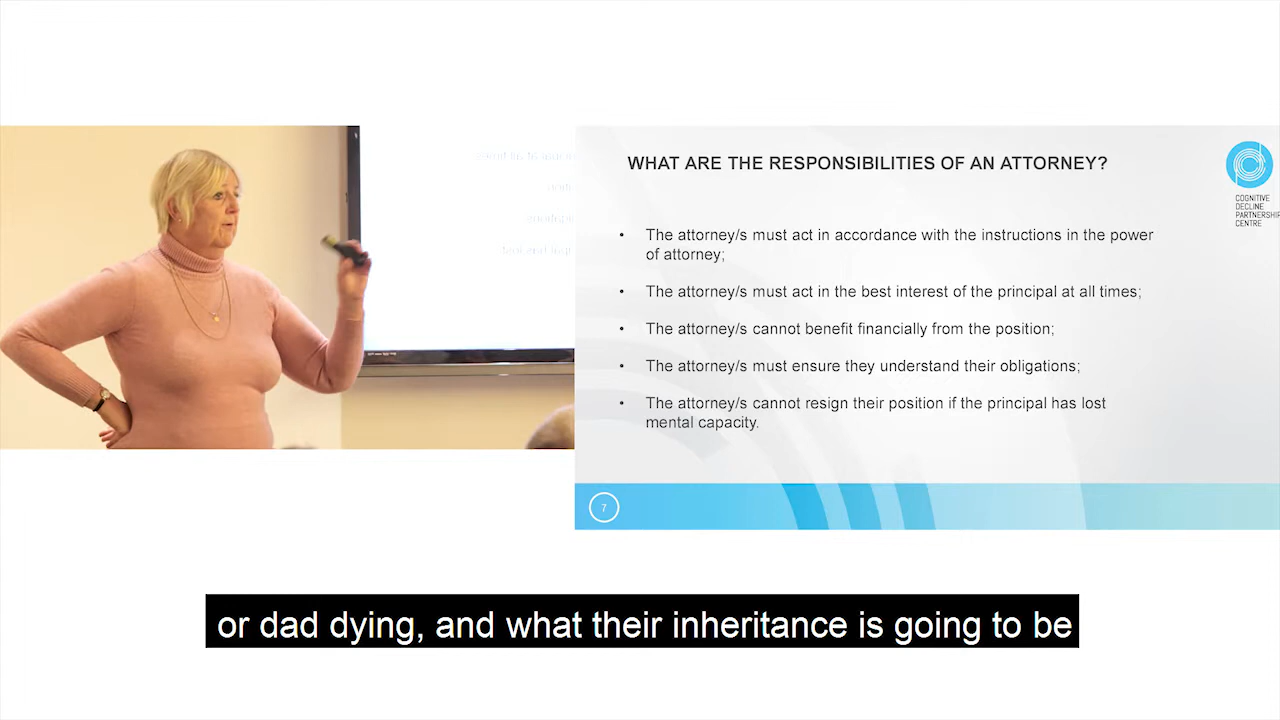 WHAT ARE THE RESPONSIBILITIES OF AN ATTORNEY?
COGNITIVE
DECLINE
PARTNERSHIP
CENTRE
• The attorney/s must act in accordance with the instructions in the power
of attorney;
• The attorney/s must act in the best interest of the principal at all times;
• The attorney/s cannot benefit financially from the position;
• The attorney/s must ensure they understand their obligations;
• The attorney/s cannot resign their position if the principal has lost
mental capacity.
7
or dad dying, and what their inheritance is going to be